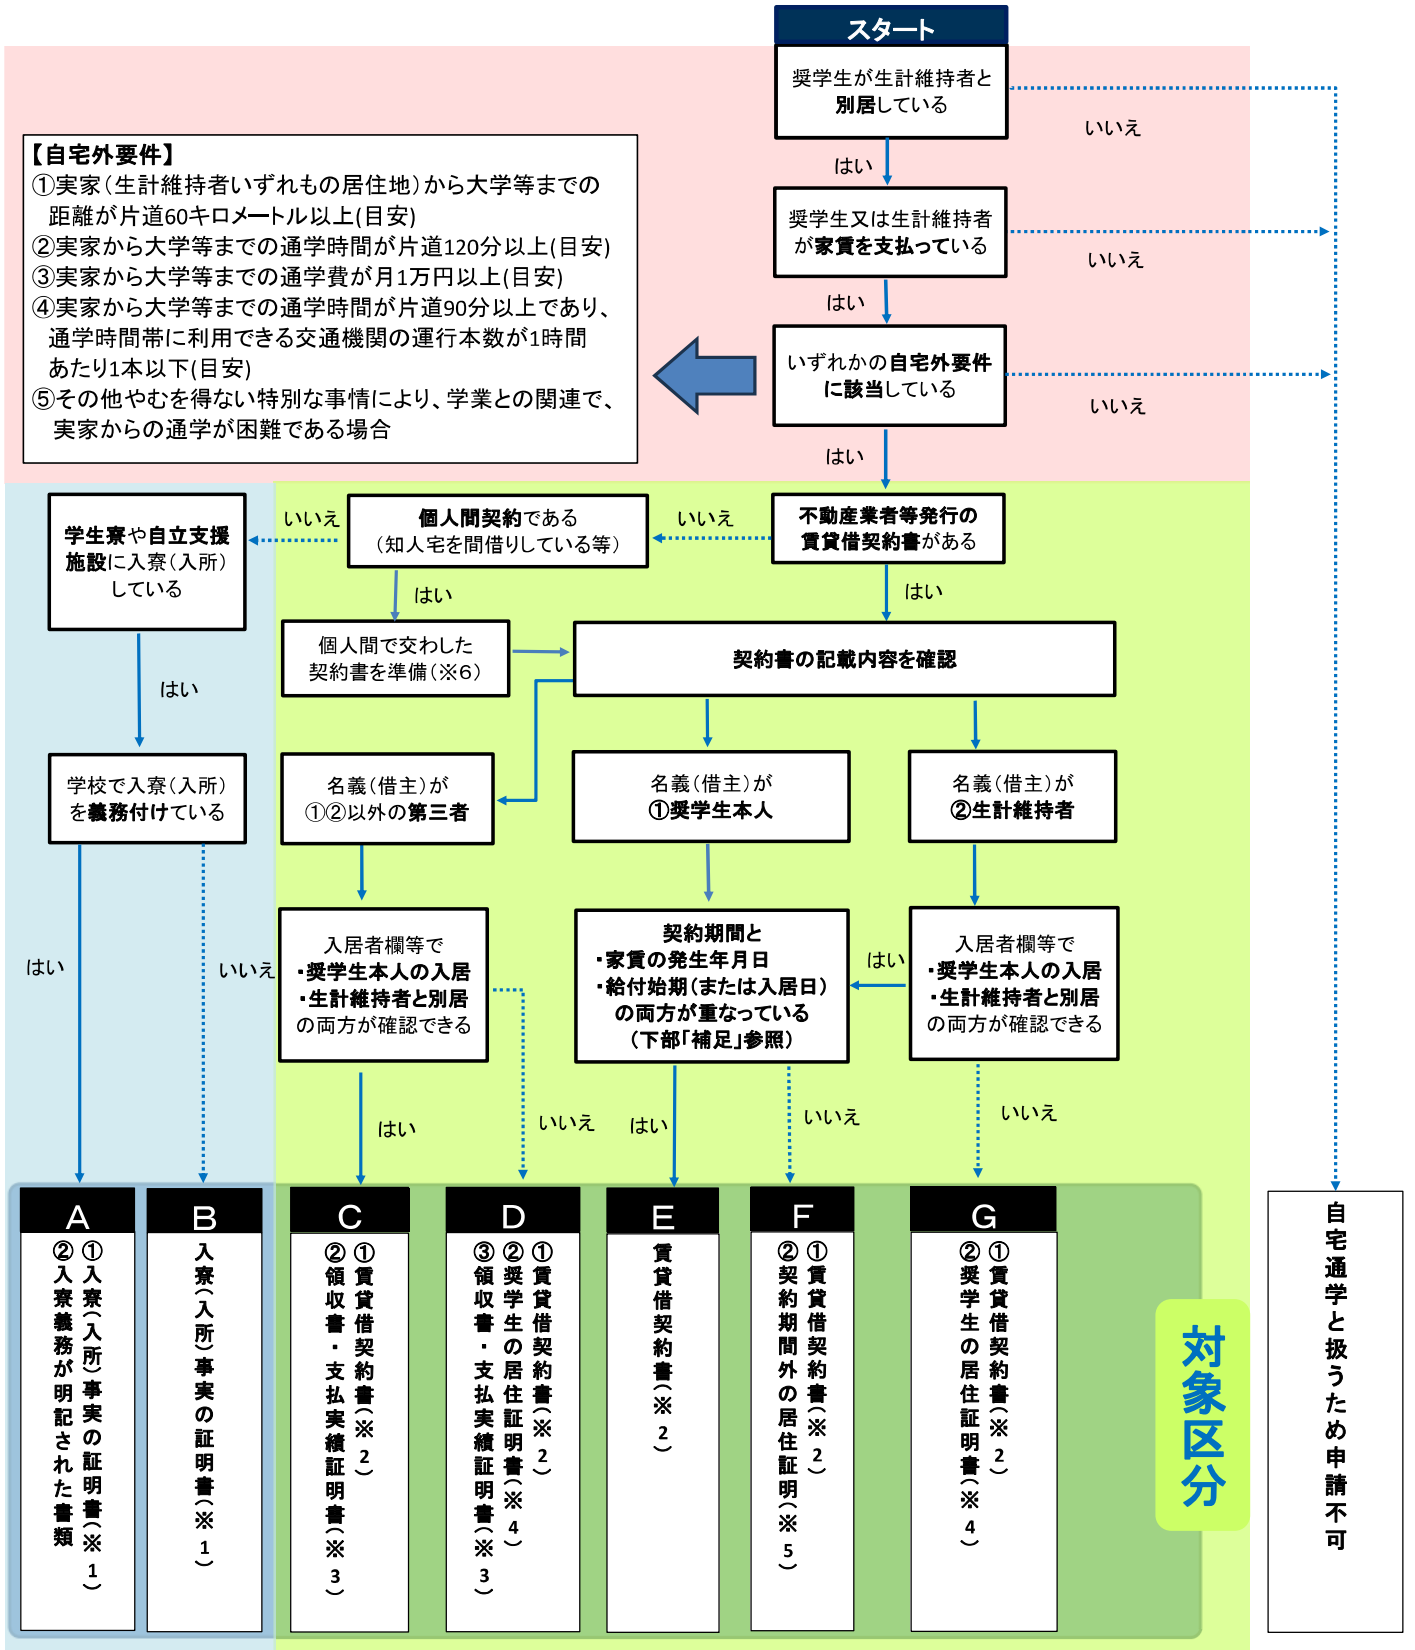 スタート
奨学生が生計維持者と
別居している
いいえ
はい
【自宅外要件】
①実家（生計維持者いずれもの居住地）から大学等までの
距離が片道60キロメートル以上(目安)
②実家から大学等までの通学時間が片道120分以上(目安)
③実家から大学等までの通学費が月1万円以上(目安)
④実家から大学等までの通学時間が片道90分以上であり、
通学時間帯に利用できる交通機関の運行本数が1時間
あたり1本以下(目安)
⑤その他やむを得ない特別な事情により、学業との関連で、
実家からの通学が困難である場合
奨学生又は生計維持者
が家賃を支払っている
いいえ
はい
いずれかの自宅外要件
に該当している
いいえ
はい
不動産業者等発行の
賃貸借契約書がある
いいえ
はい
個人間契約である
（知人宅を間借りしている等）
いいえ
はい
学生寮や自立支援
施設に入寮（入所）
している
はい
個人間で交わした
契約書を準備（※６）
契約書の記載内容を確認
学校で入寮（入所）
を義務付けている
はい
いいえ
名義（借主）が
①②以外の第三者
名義（借主）が
①奨学生本人
名義（借主）が
②生計維持者
入居者欄等で
・奨学生本人の入居
・生計維持者と別居
の両方が確認できる
はい
いいえ
契約期間と
・家賃の発生年月日
・給付始期（または入居日）
の両方が重なっている
（下部「補足」参照）
はい
いいえ
はい
入居者欄等で
・奨学生本人の入居
・生計維持者と別居
の両方が確認できる
いいえ
A
①入寮（入所）事実の証明書（※1）
②入寮義務が明記された書類
B
入寮（入所）事実の証明書（※1）
C
①賃貸借契約書（※2）
②領収書・支払実績証明書（※3）
D
①賃貸借契約書（※2）
②奨学生の居住証明書（※4）
③領収書・支払実績証明書（※3）
E
賃貸借契約書（※2）
F
①賃貸借契約書（※2）
②契約期間外の居住証明（※5）
G
①賃貸借契約書（※2）
②奨学生の居住証明書（※4）
対象区分
自宅通学と扱うため申請不可